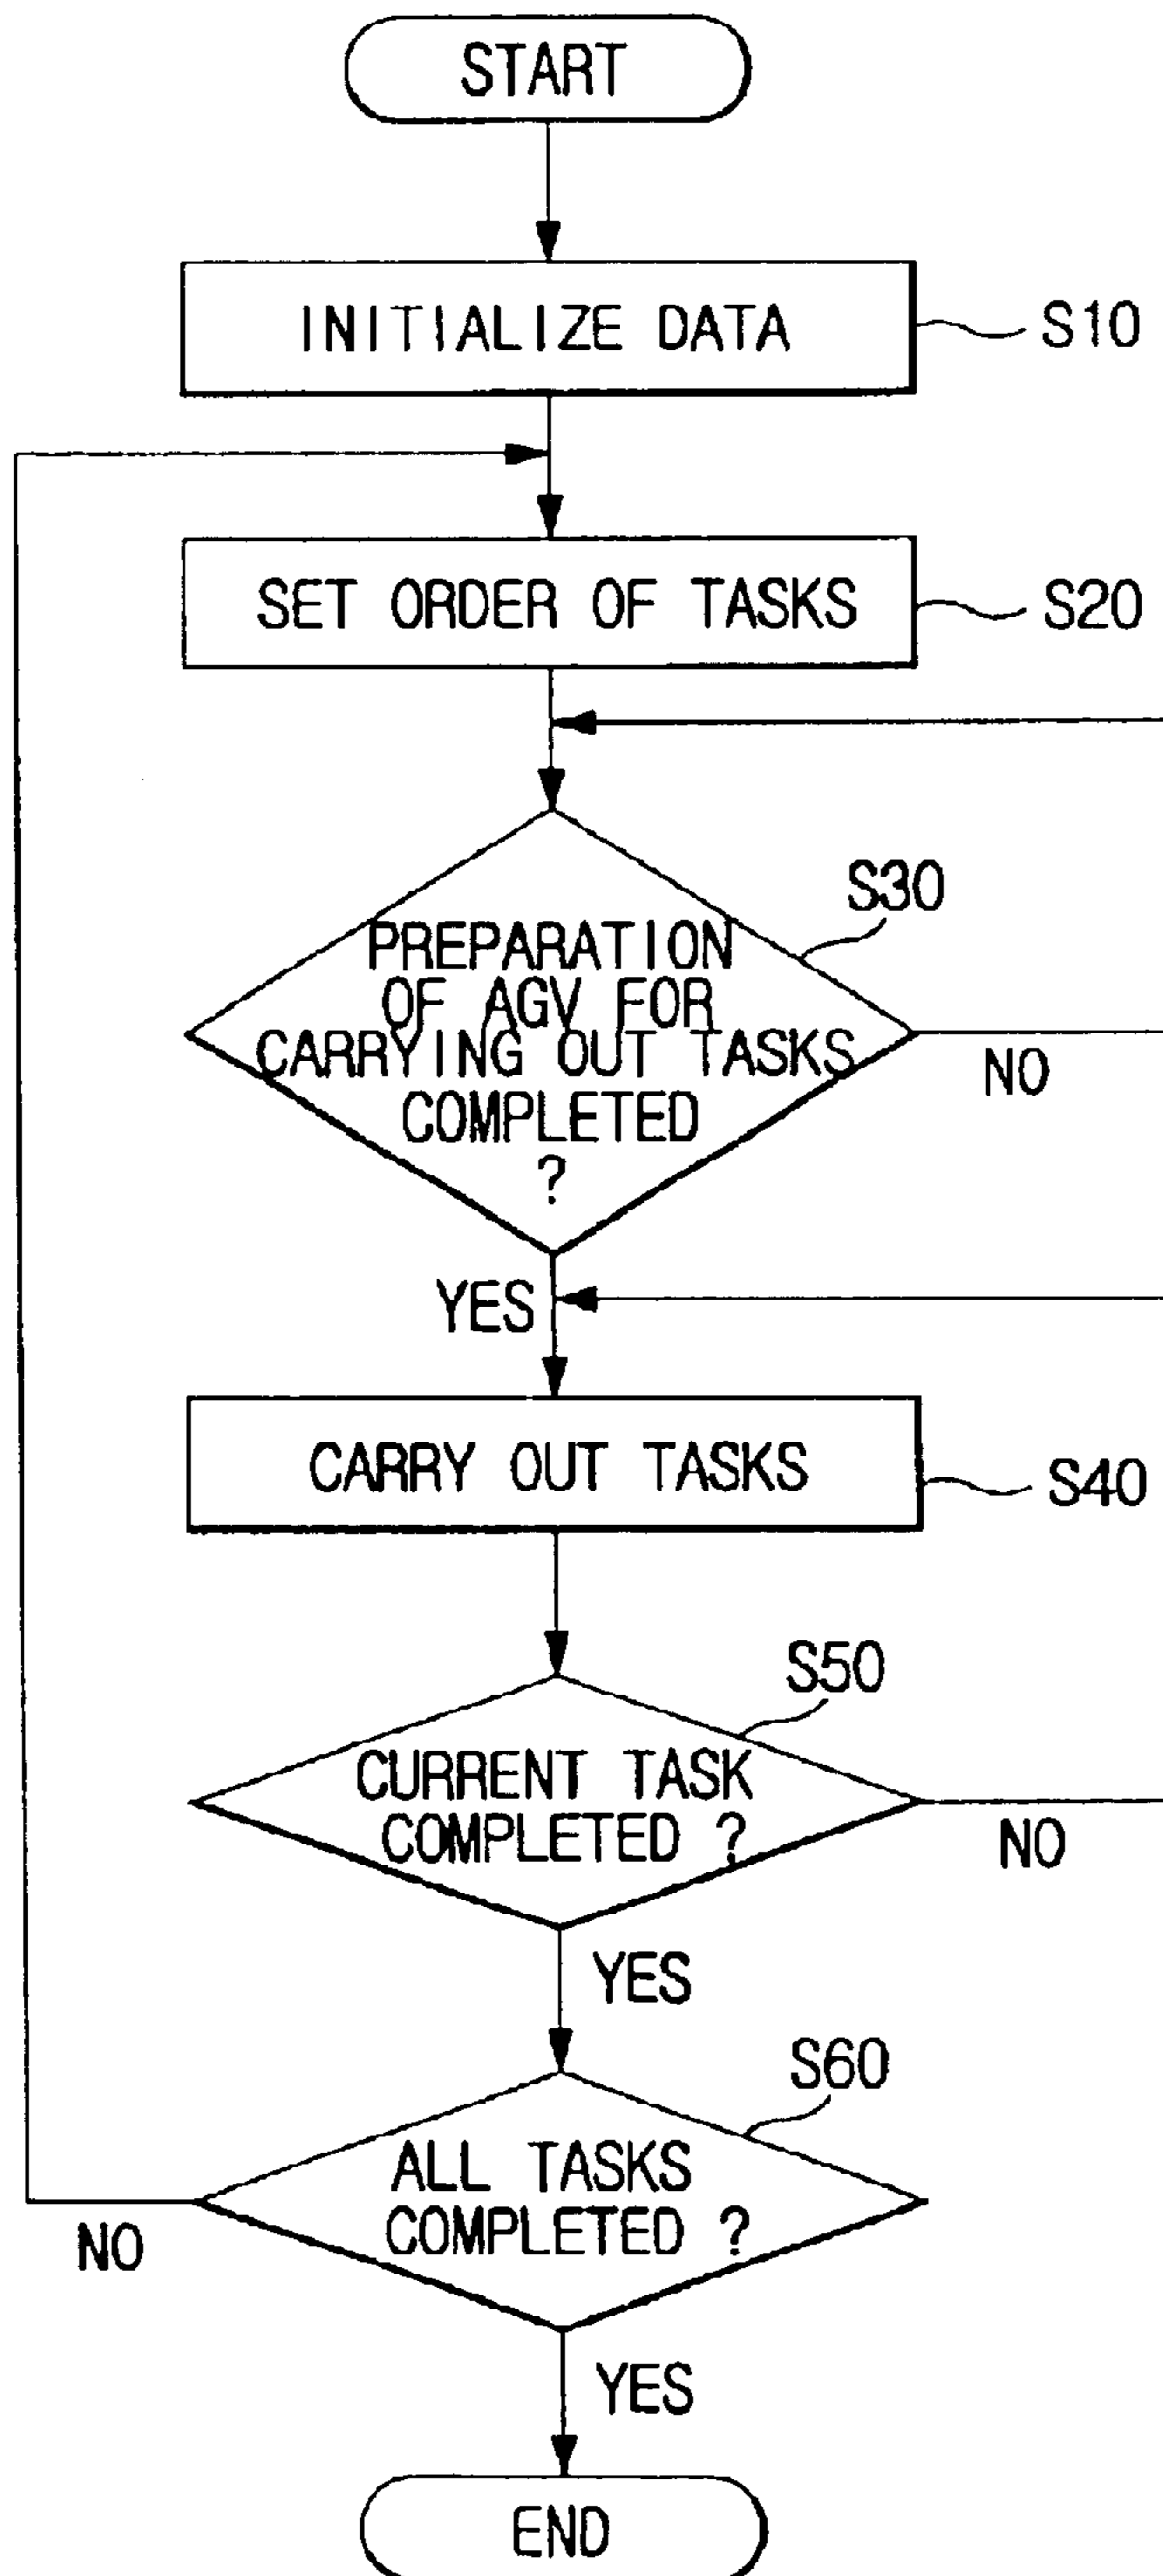 START
INITIALIZE DATA
S10
SET ORDER OF TASKS
S20
S30
PREPARATION
OF AGV FOR
CARRYING OUT TASKS
COMPLETED
?
NO
YES
CARRY OUT TASKS
S40
S50
CURRENT TASK
COMPLETED ?
NO
YES
S60
ALL TASKS
COMPLETED ?
NO
YES
END